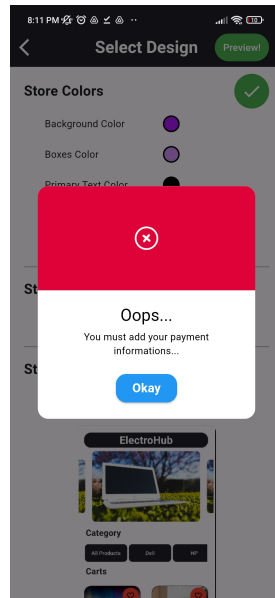 8:11 PM
10
Select Design
Preview!
Store Colors
Background Color
Boxes Color
Primary Text Color
St
St
Oops...
You must add your payment
informations...
Okay
ElectroHub
Category
All Products
Dell
HP
Carts